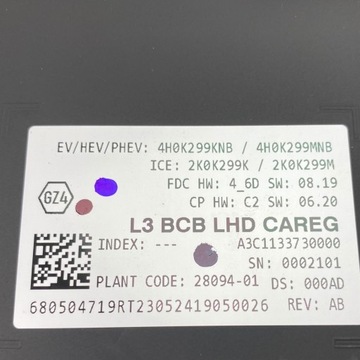 EV/HEV/PHEV: 4H0K299KNB / 4H0K299MNB
ICE: 2K0K299K / 2K0K299M
FDC HW: 4_6D SW: 08.19
GZ4
CP HW: C2 SW: 06.20
L3 BCB LHD CAREG
INDEX: --- A3C1133730000
SN: 0002101
PLANT CODE: 28094-01 DS: 000AD
680504719RT23052419050026 REV: AB